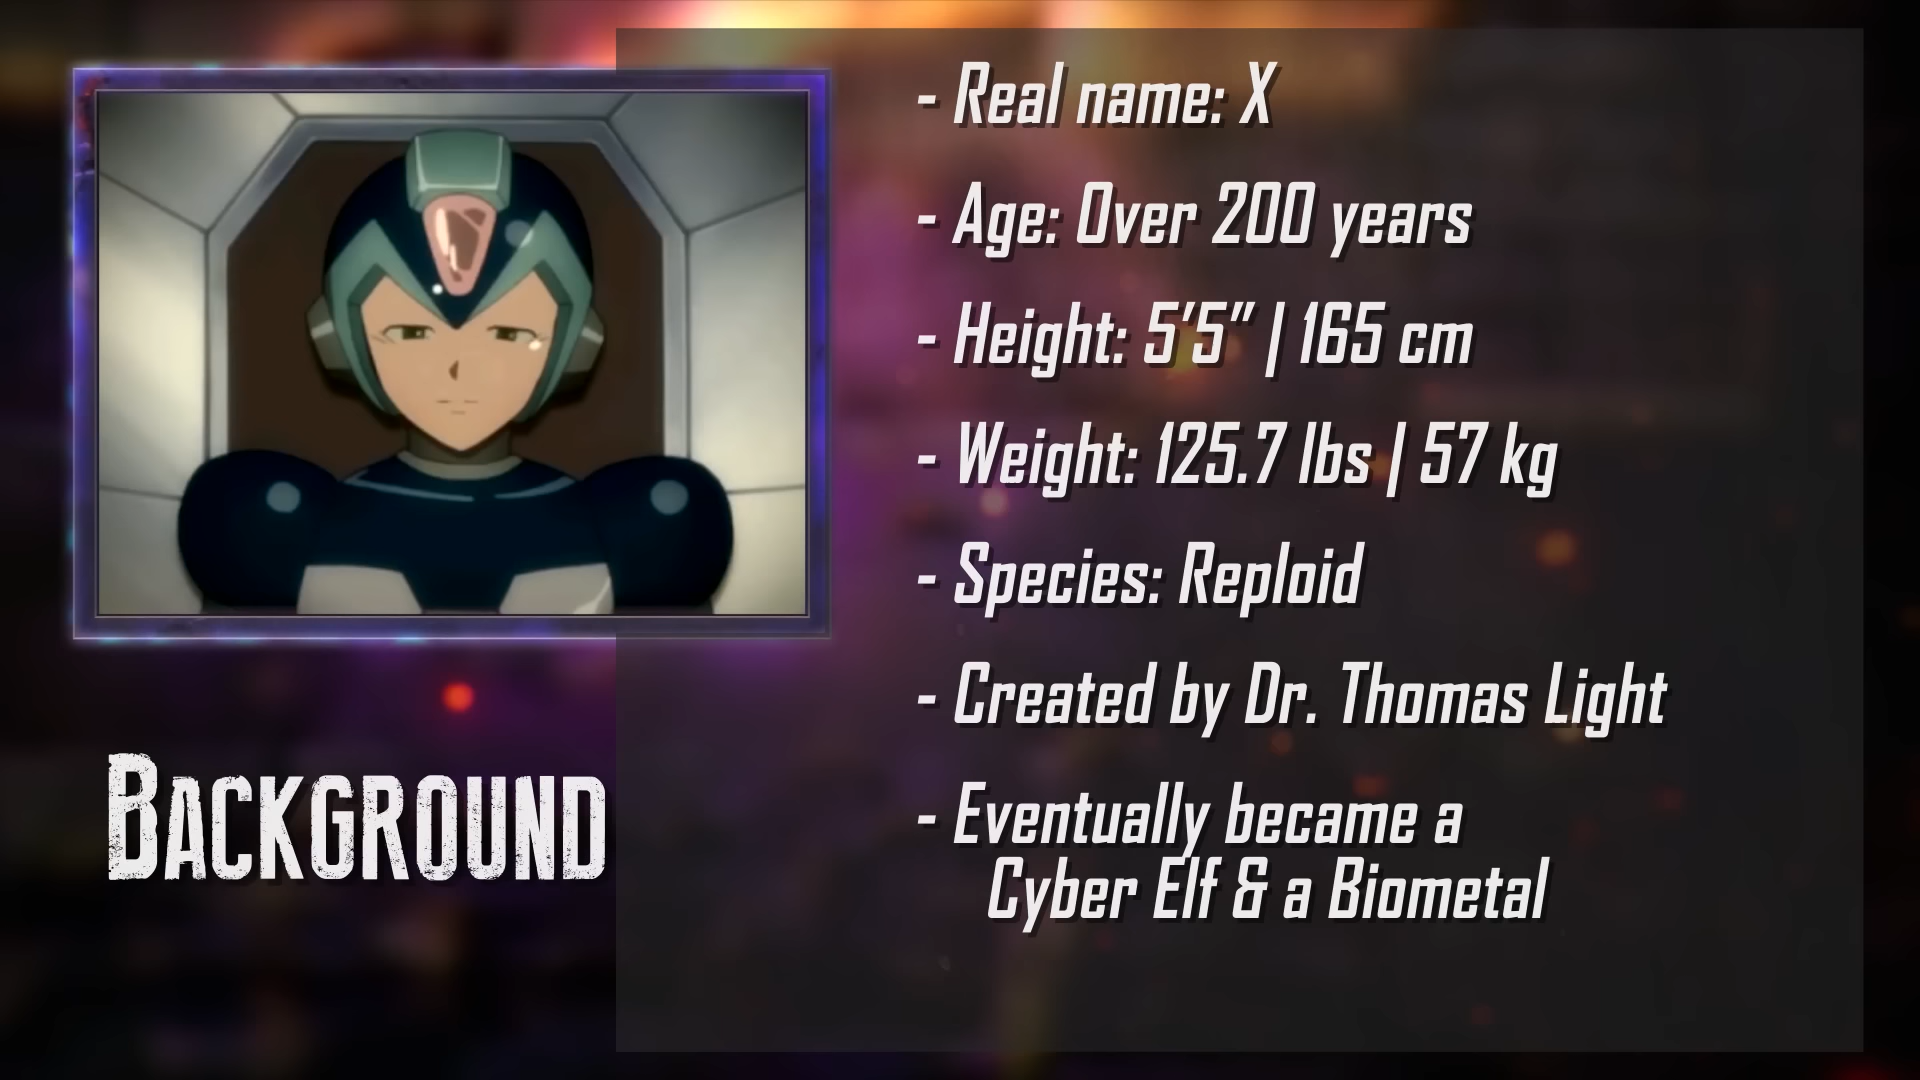 - Real name: X
- Age: Over 200 years
- Height: 5'5" | 165 cm
- Weight: 125.7 lbs | 57 kg
- Species: Reploid
- Created by Dr. Thomas Light
- Eventually became a
Cyber Elf & a Biometal
Background